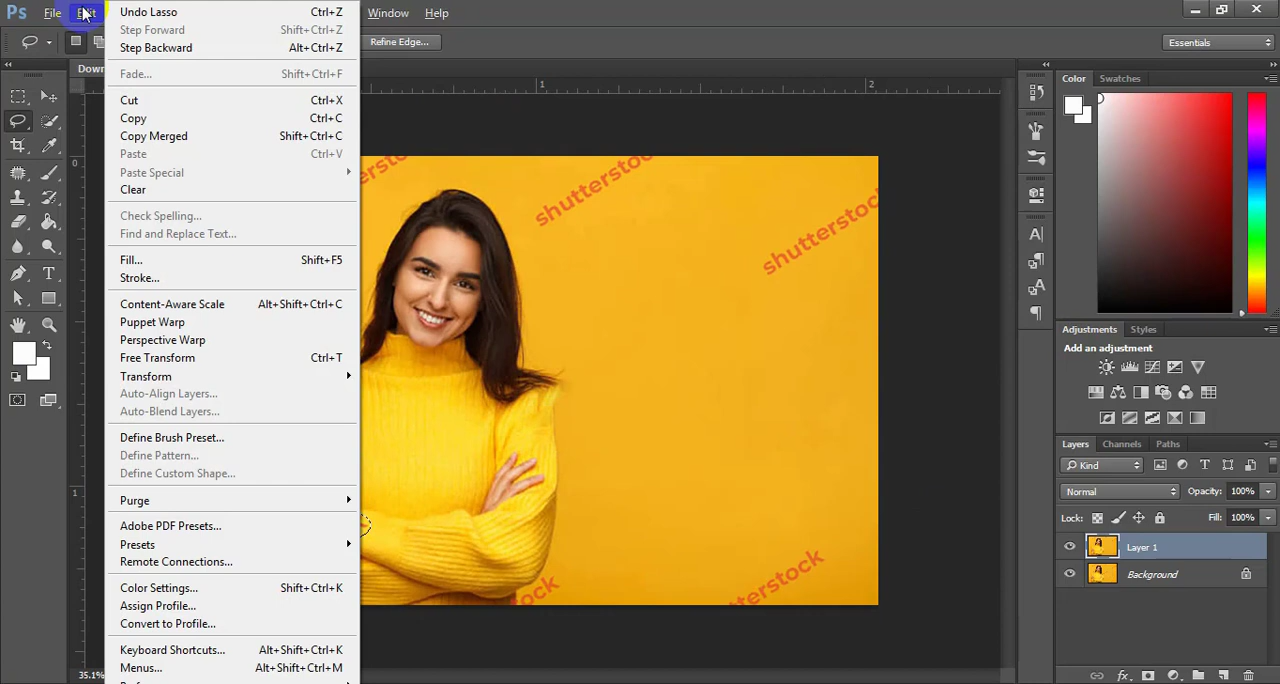 Ps File Edit Window Help
Refine Edge... Essentials
Down
Undo Lasso Ctrl+Z
Step Forward Shift+Ctrl+Z
Step Backward Alt+Ctrl+Z
Fade... Shift+Ctrl+F
Cut Ctrl+X
Copy Ctrl+C
Copy Merged Shift+Ctrl+C
Paste Ctrl+V
Paste Special
Clear
Check Spelling...
Find and Replace Text...
Fill... Shift+F5
Stroke...
Content-Aware Scale Alt+Shift+Ctrl+C
Puppet Warp
Perspective Warp
Free Transform Ctrl+T
Transform
Auto-Align Layers...
Auto-Blend Layers...
Define Brush Preset...
Define Pattern...
Define Custom Shape...
Purge
Adobe PDF Presets...
Presets
Remote Connections...
Color Settings... Shift+Ctrl+K
Assign Profile...
Convert to Profile...
Keyboard Shortcuts... Alt+Shift+Ctrl+K
Menus... Alt+Shift+Ctrl+M
35.1%
1 2
0
1
shutterstock
shutterstock
Color Swatches
Adjustments Styles
Add an adjustment
Layers Channels Paths
Kind
Normal Opacity: 100%
Lock: Fill: 100%
Layer 1
Background